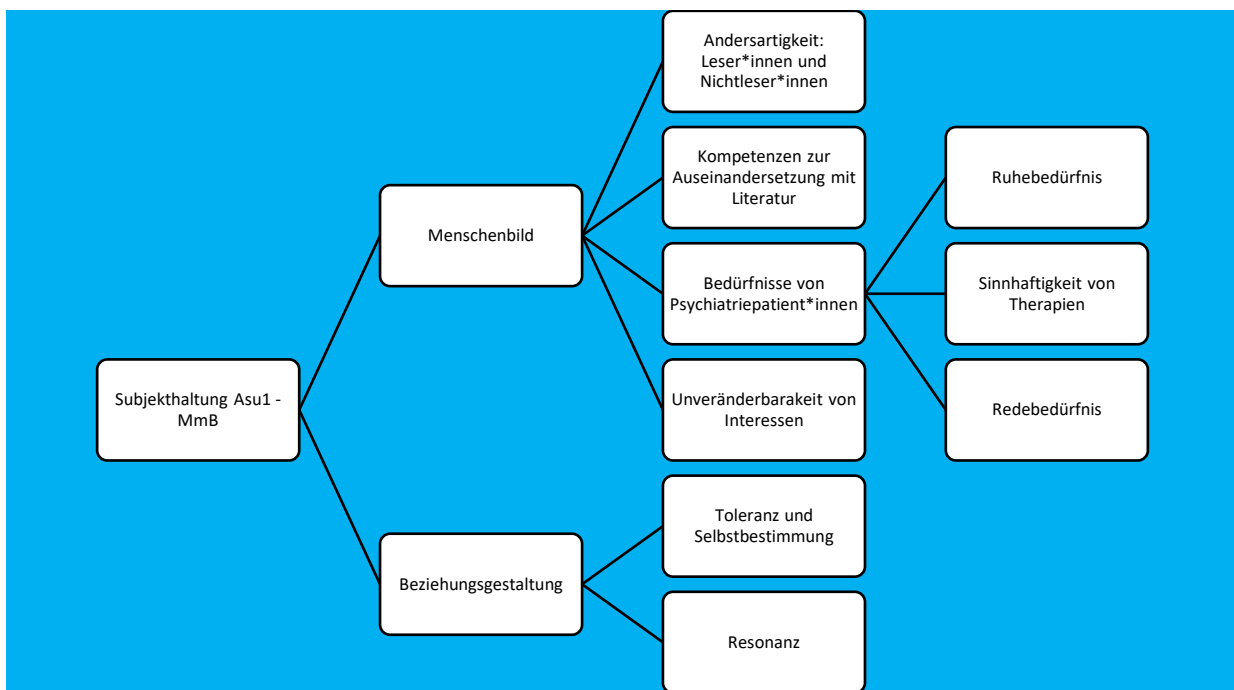 Andersartigkeit:
Leser*innen und
Nichtleser*innen
Kompetenzen zur
Auseinandersetzung mit
Literatur
Ruhebedürfnis
Menschenbild
Bedürfnisse von
Psychiatriepatient*innen
Sinnhaftigkeit von
Therapien
Subjekthaltung Asu1 -
MmB
Unveränderbarakeit von
Interessen
Redebedürfnis
Toleranz und
Selbstbestimmung
Beziehungsgestaltung
Resonanz